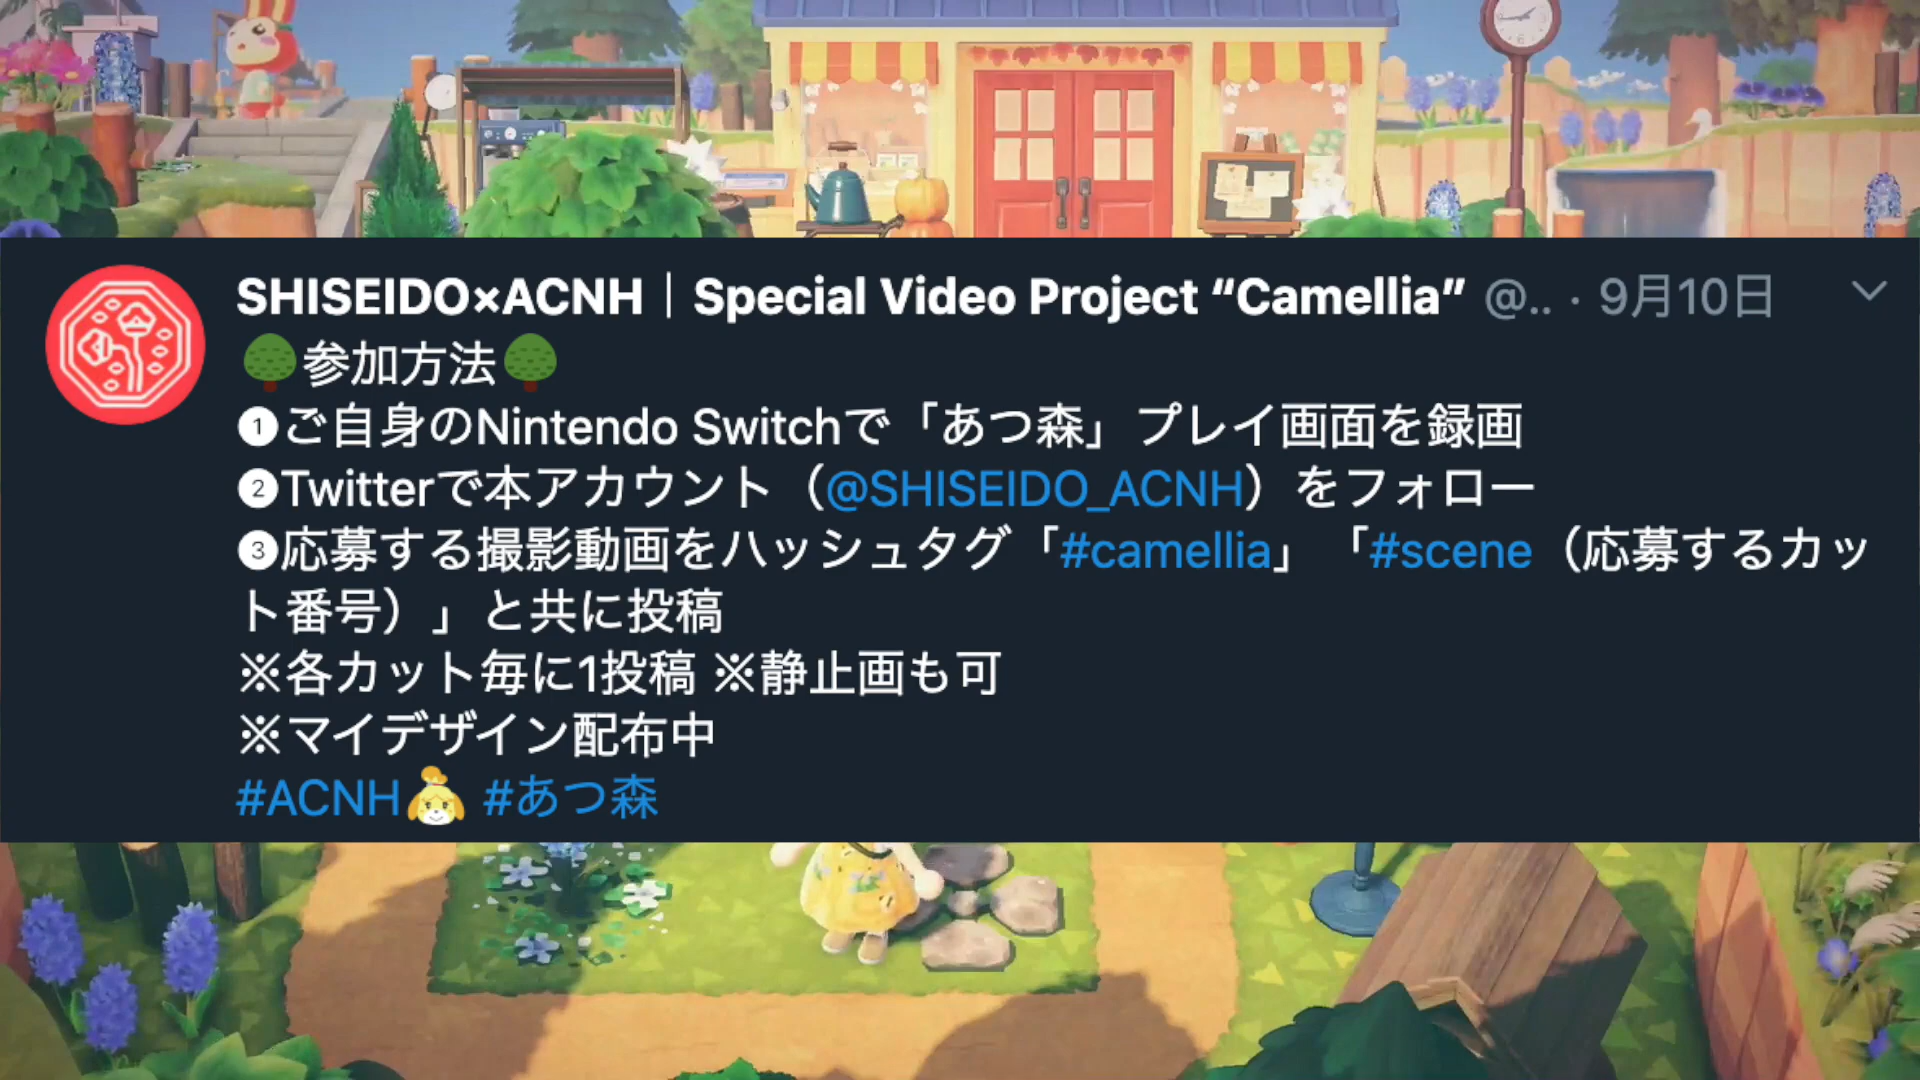 SHISEIDO×ACNH｜Special Video Project “Camellia” @.. · 9月10日
🌳参加方法🌳
❶ご自身のNintendo Switchで「あつ森」プレイ画面を録画
❷Twitterで本アカウント（@SHISEIDO_ACNH）をフォロー
❸応募する撮影動画をハッシュタグ「#camellia」「#scene（応募するカッ
ト番号）」と共に投稿
※各カット毎に1投稿 ※静止画も可
※マイデザイン配布中
#ACNH #あつ森